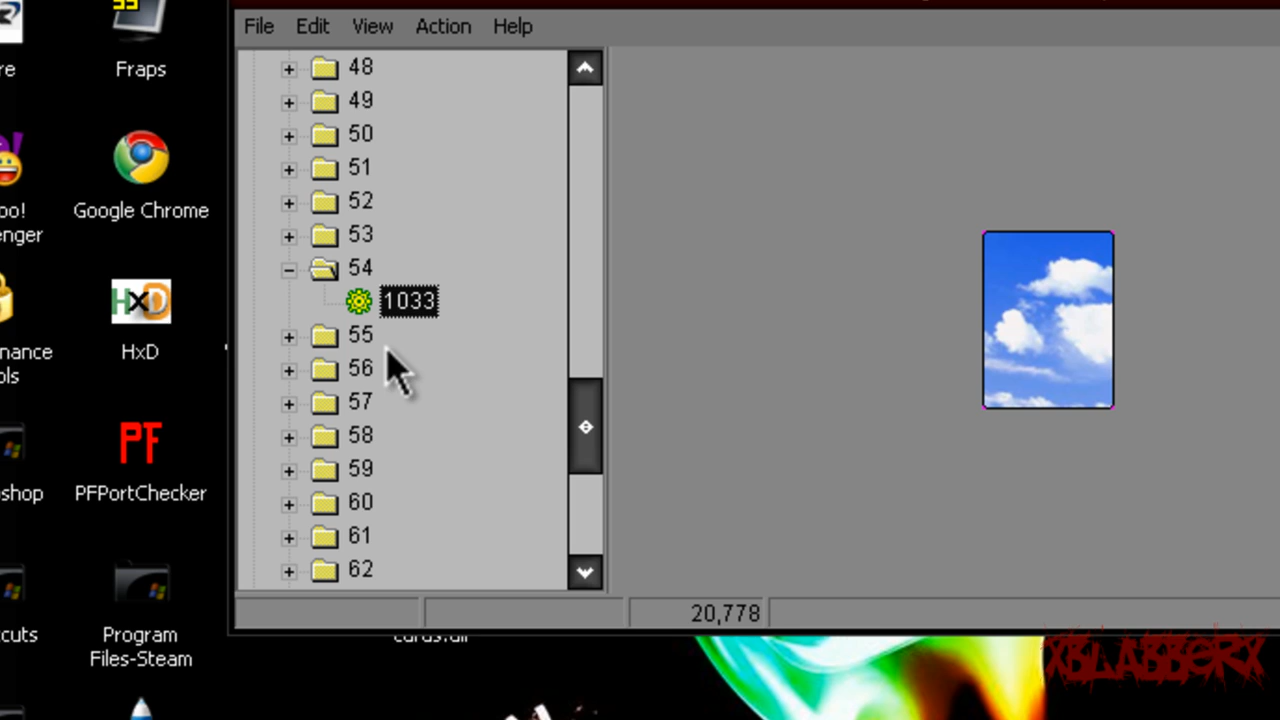 File Edit View Action Help
re
Fraps
oo!
enger
Google Chrome
HxD
HxD
nance
ols
PF
shop
PFPortChecker
cuts
Program
Files-Steam
48
49
50
51
52
53
54
1033
55
56
57
58
59
60
61
62
20,778
cards.dll
XBLABBERX